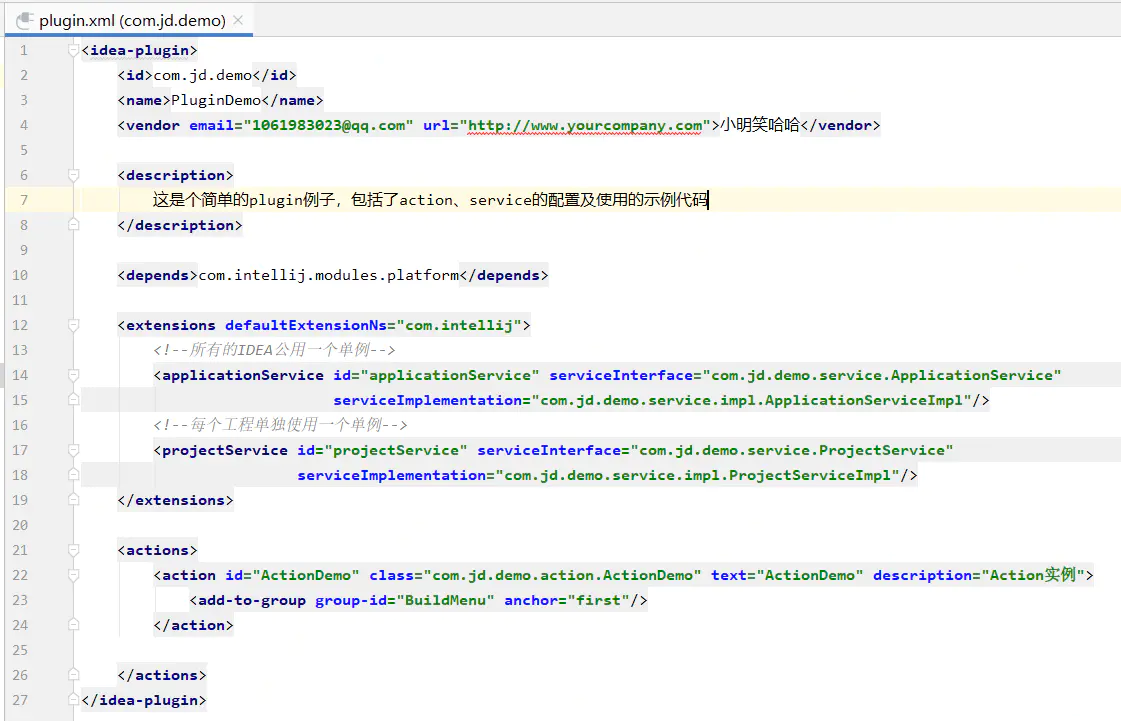 plugin.xml (com.jd.demo)
1 <idea-plugin>
2 <id>com.jd.demo</id>
3 <name>PluginDemo</name>
4 <vendor email="1061983023@qq.com" url="http://www.yourcompany.com">小明笑哈哈</vendor>
5
6 <description>
7 这是个简单的plugin例子，包括了action、service的配置及使用的示例代码
8 </description>
9
10 <depends>com.intellij.modules.platform</depends>
11
12 <extensions defaultExtensionNs="com.intellij">
13 <!--所有的IDEA公用一个单例-->
14 <applicationService id="applicationService" serviceInterface="com.jd.demo.service.ApplicationService"
15 serviceImplementation="com.jd.demo.service.impl.ApplicationServiceImpl"/>
16 <!--每个工程单独使用一个单例-->
17 <projectService id="projectService" serviceInterface="com.jd.demo.service.ProjectService"
18 serviceImplementation="com.jd.demo.service.impl.ProjectServiceImpl"/>
19 </extensions>
20
21 <actions>
22 <action id="ActionDemo" class="com.jd.demo.action.ActionDemo" text="ActionDemo" description="Action实例">
23 <add-to-group group-id="BuildMenu" anchor="first"/>
24 </action>
25
26 </actions>
27 </idea-plugin>